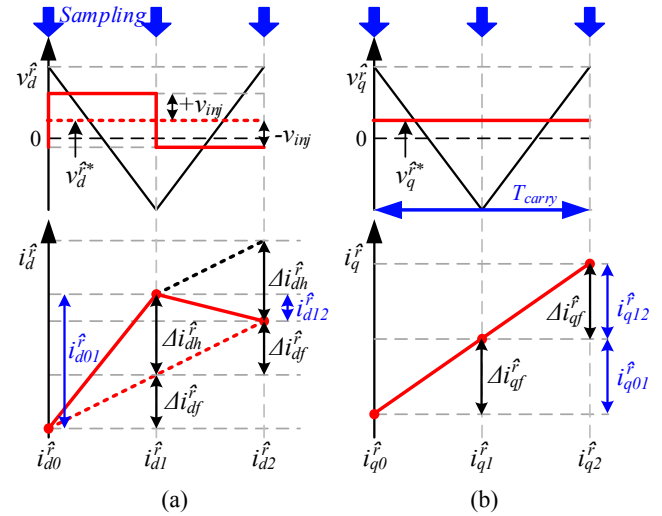 Sampling
v_d^r̂
+v_inj
0
-v_inj
v_d^r̂*
i_d^r̂
Δi_dh^r̂
i_d12^r̂
i_d01^r̂
Δi_dh^r̂
Δi_df^r̂
Δi_df^r̂
i_d0^r̂ i_d1^r̂ i_d2^r̂
(a)
v_q^r̂
0
v_q^r̂*
T_carry
i_q^r̂
Δi_qf^r̂
i_q12^r̂
Δi_qf^r̂
i_q01^r̂
i_q0^r̂ i_q1^r̂ i_q2^r̂
(b)